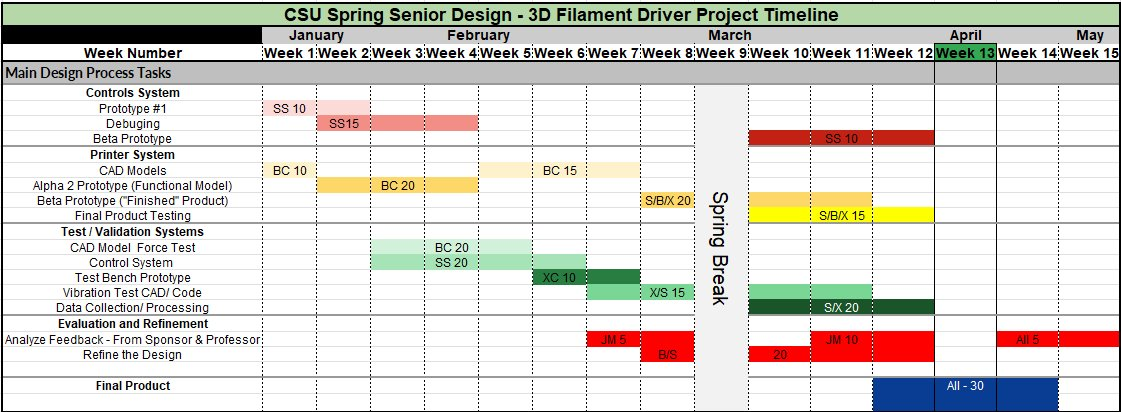 CSU Spring Senior Design - 3D Filament Driver Project Timeline
January February March April May
Week Number Week 1 Week 2 Week 3 Week 4 Week 5 Week 6 Week 7 Week 8 Week 9 Week 10 Week 11 Week 12 Week 13 Week 14 Week 15
Main Design Process Tasks
Controls System
Prototype #1 SS 10
Debuging SS15
Beta Prototype SS 10
Printer System
CAD Models BC 10 BC 15
Alpha 2 Prototype (Functional Model) BC 20
Beta Prototype ("Finished" Product) S/B/X 20
Final Product Testing S/B/X 15
Spring Break
Test / Validation Systems
CAD Model Force Test BC 20
Control System SS 20
Test Bench Prototype XC 10
Vibration Test CAD/ Code X/S 15
Data Collection/ Processing S/X 20
Evaluation and Refinement
Analyze Feedback - From Sponsor & Professor JM 5 JM 10 All 5
Refine the Design B/S 20
Final Product All - 30